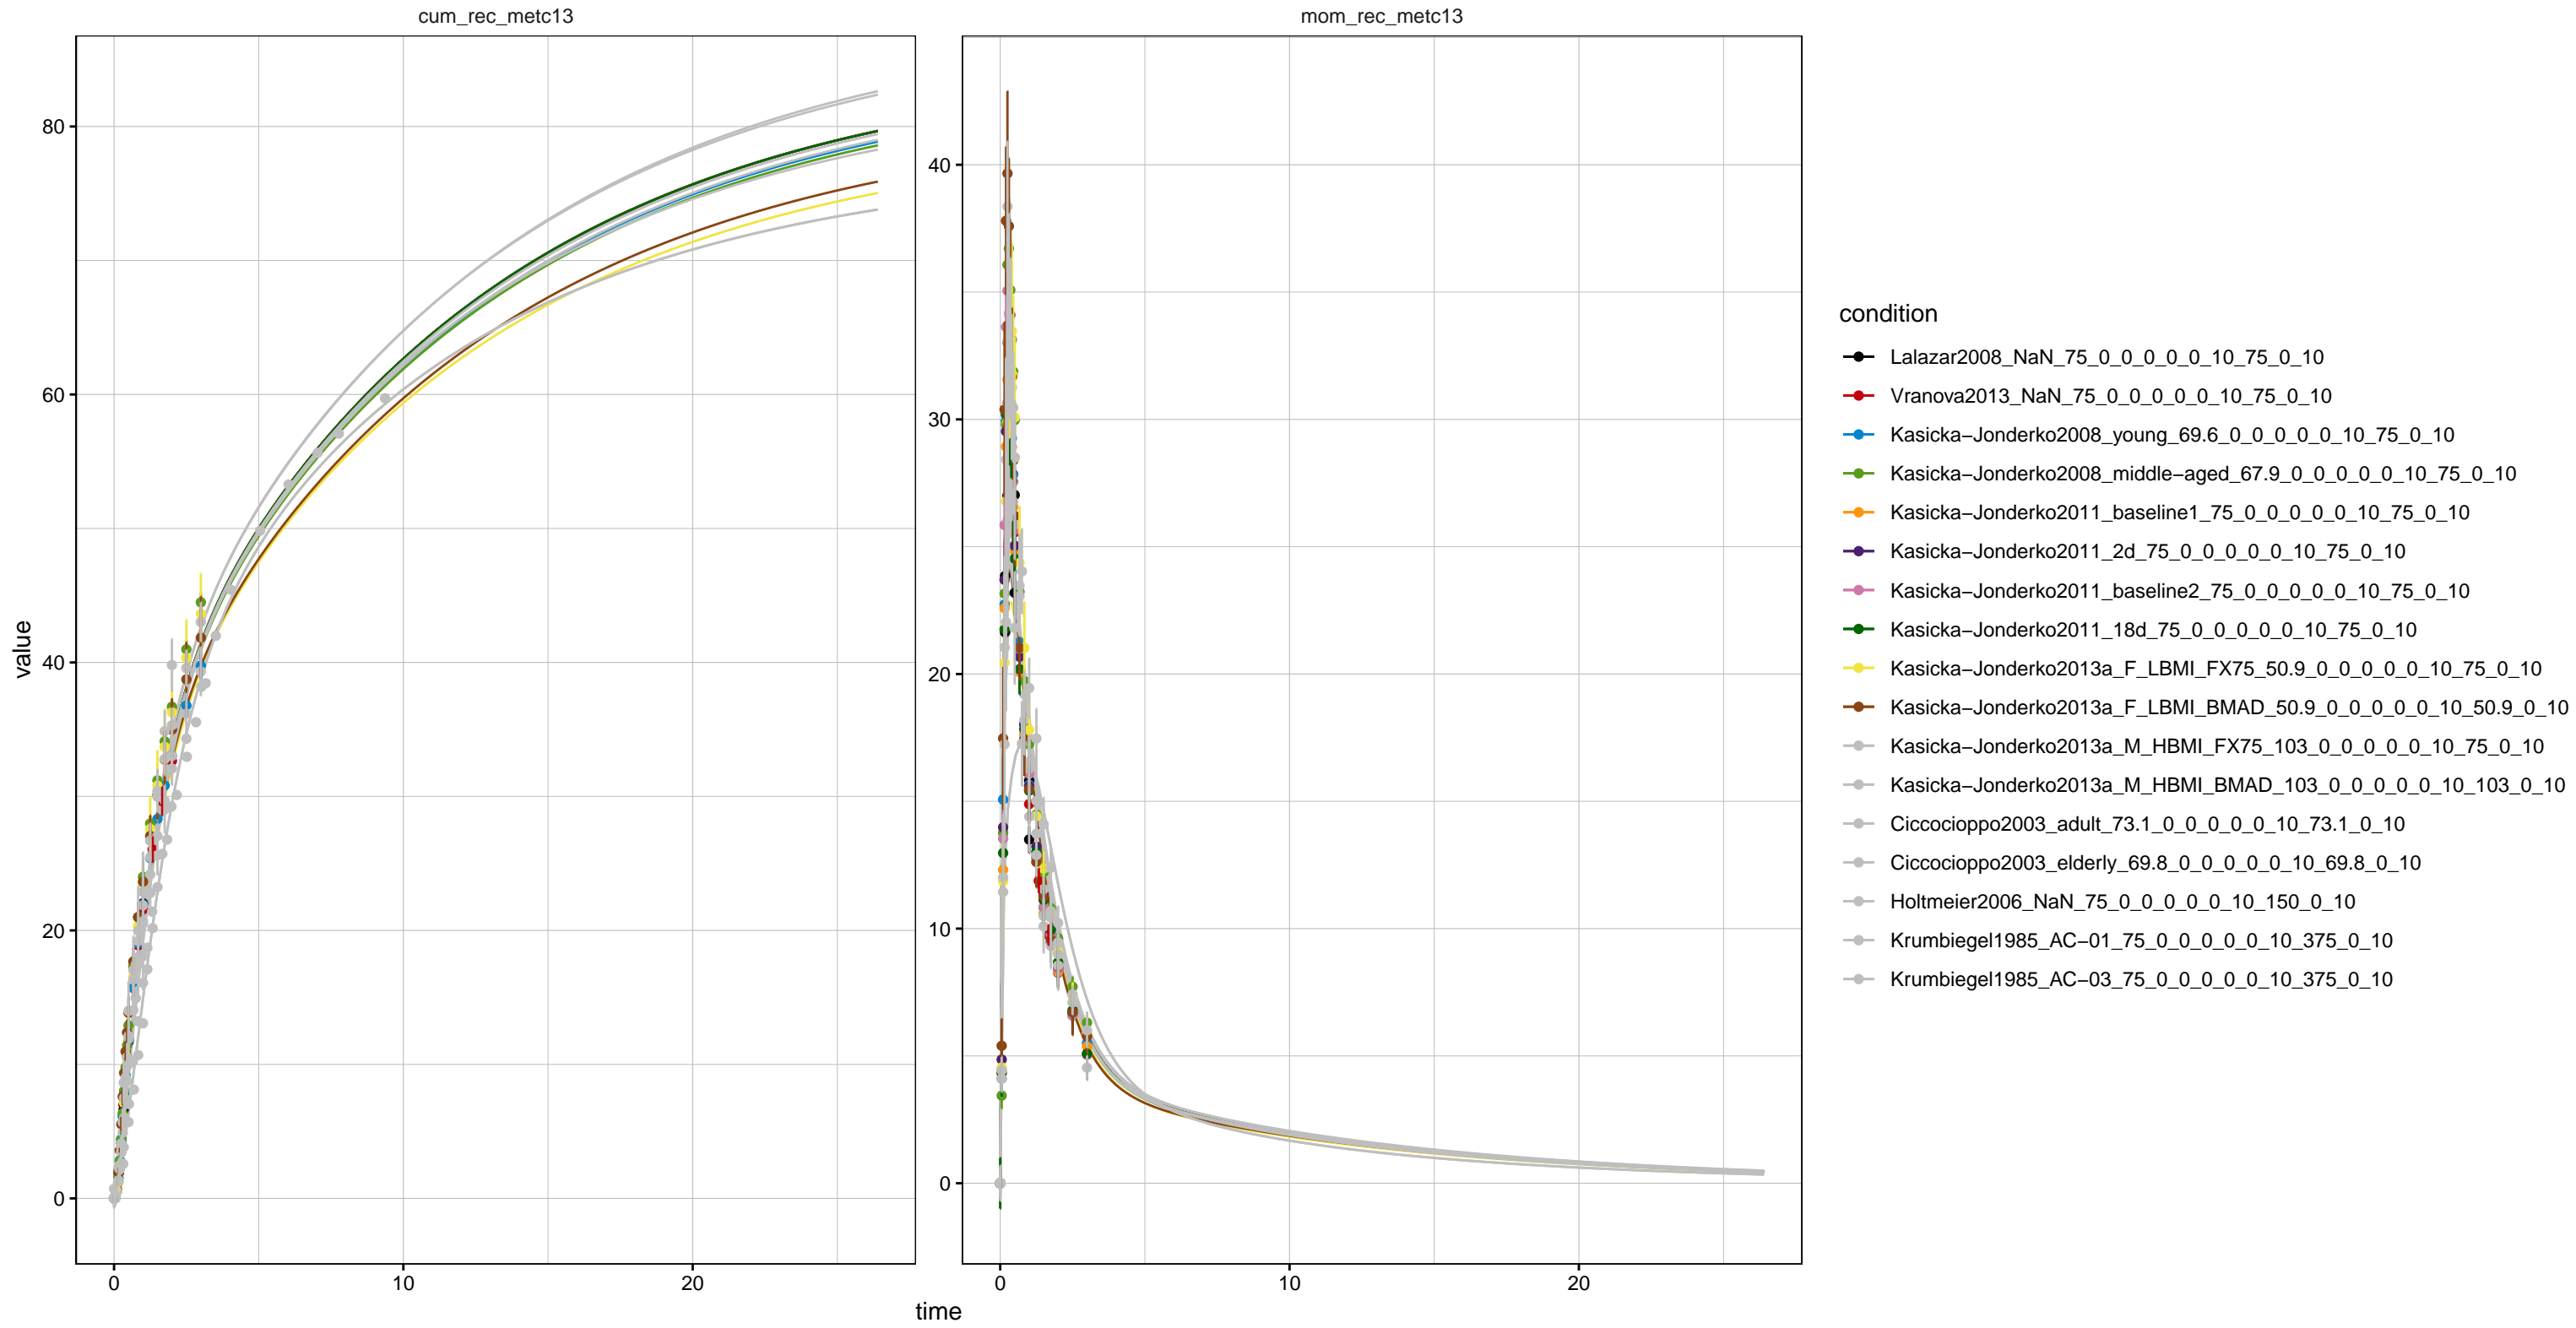 cum_rec_metc13
mom_rec_metc13
value
80
60
40
20
0
0
10
20
40
30
20
10
0
0
10
20
time
condition
Lalazar2008_NaN_75_0_0_0_0_0_10_75_0_10
Vranova2013_NaN_75_0_0_0_0_0_10_75_0_10
Kasicka−Jonderko2008_young_69.6_0_0_0_0_0_10_75_0_10
Kasicka−Jonderko2008_middle−aged_67.9_0_0_0_0_0_10_75_0_10
Kasicka−Jonderko2011_baseline1_75_0_0_0_0_0_10_75_0_10
Kasicka−Jonderko2011_2d_75_0_0_0_0_0_10_75_0_10
Kasicka−Jonderko2011_baseline2_75_0_0_0_0_0_10_75_0_10
Kasicka−Jonderko2011_18d_75_0_0_0_0_0_10_75_0_10
Kasicka−Jonderko2013a_F_LBMI_FX75_50.9_0_0_0_0_0_10_75_0_10
Kasicka−Jonderko2013a_F_LBMI_BMAD_50.9_0_0_0_0_0_10_50.9_0_10
Kasicka−Jonderko2013a_M_HBMI_FX75_103_0_0_0_0_0_10_75_0_10
Kasicka−Jonderko2013a_M_HBMI_BMAD_103_0_0_0_0_0_10_103_0_10
Ciccocioppo2003_adult_73.1_0_0_0_0_0_10_73.1_0_10
Ciccocioppo2003_elderly_69.8_0_0_0_0_0_10_69.8_0_10
Holtmeier2006_NaN_75_0_0_0_0_0_10_150_0_10
Krumbiegel1985_AC−01_75_0_0_0_0_0_10_375_0_10
Krumbiegel1985_AC−03_75_0_0_0_0_0_10_375_0_10